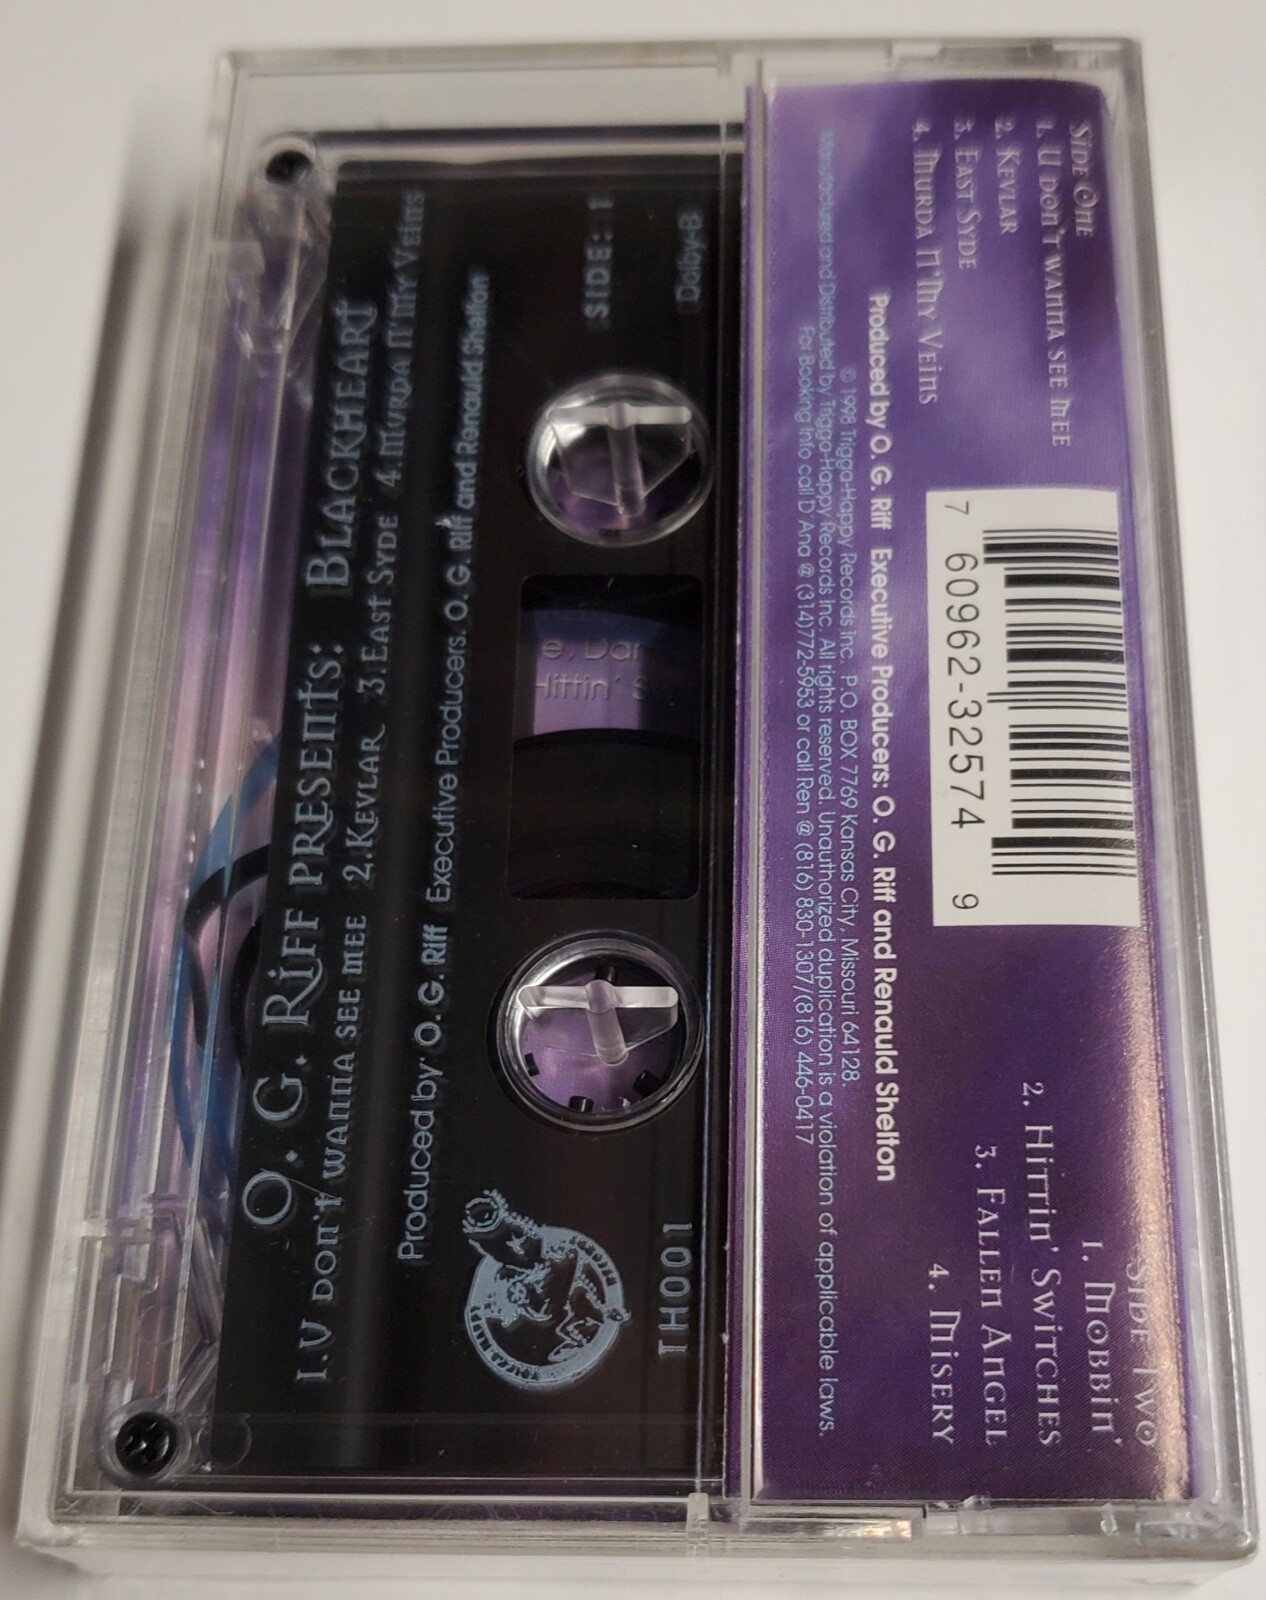 Side One
1. U don't wanna see mee
2. Kevlar
3. East Syde
4. Murda N'My Veins
7 60962-32574 9
Side Two
1. Mobbin'
2. Hittin' Switches
3. Fallen Angel
4. Misery
Produced by O. G. Riff Executive Producers: O. G. Riff and Renauld Shelton
© 1998 Trigga-Happy Records Inc. P.O. BOX 7769 Kansas City, Missouri 64128.
Manufactured and Distributed by Trigga-Happy Records Inc. All rights reserved. Unauthorized duplication is a violation of applicable laws.
For Booking Info call D' Ana @ (314)772-5953 or call Ren @ (816) 830-1307/(816) 446-0417
O. G. Riff presents: Blackheart
1.U don't wanna see mee 2.Kevlar 3.East Syde 4.Murda N'My Veins
Produced by: O. G. Riff Executive Producers. O. G. Riff and Renauld Shelton
SIDE: 1
Dolby-B
TH001
e, Dar
Hittin' S